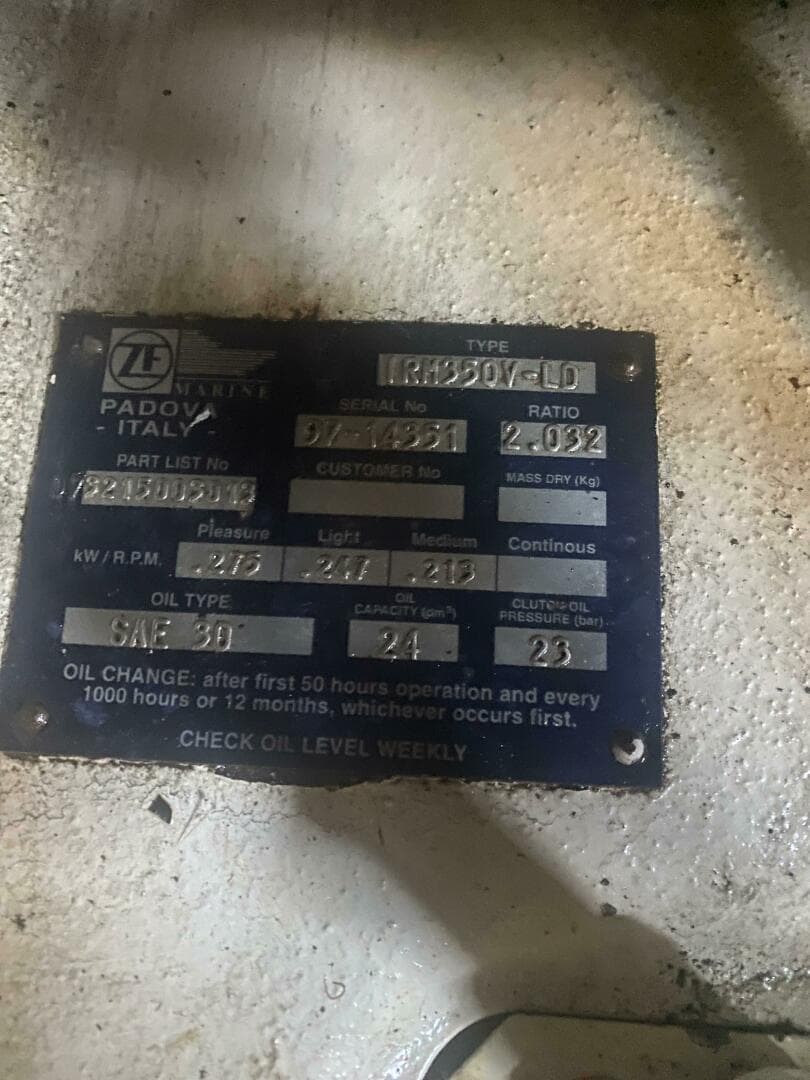 ZF
MARINE
PADOVA
- ITALY -
TYPE
IRM350V-LD
SERIAL No
97-14351
RATIO
2.032
PART LIST No
CUSTOMER No
MASS DRY (Kg)
Pleasure Light Medium Continous
kW / R.P.M. .275 .247 .213
OIL TYPE
SAE 30
OIL
CAPACITY (dm³)
24
CLUTCH OIL
PRESSURE (bar)
23
OIL CHANGE: after first 50 hours operation and every
1000 hours or 12 months, whichever occurs first.
CHECK OIL LEVEL WEEKLY